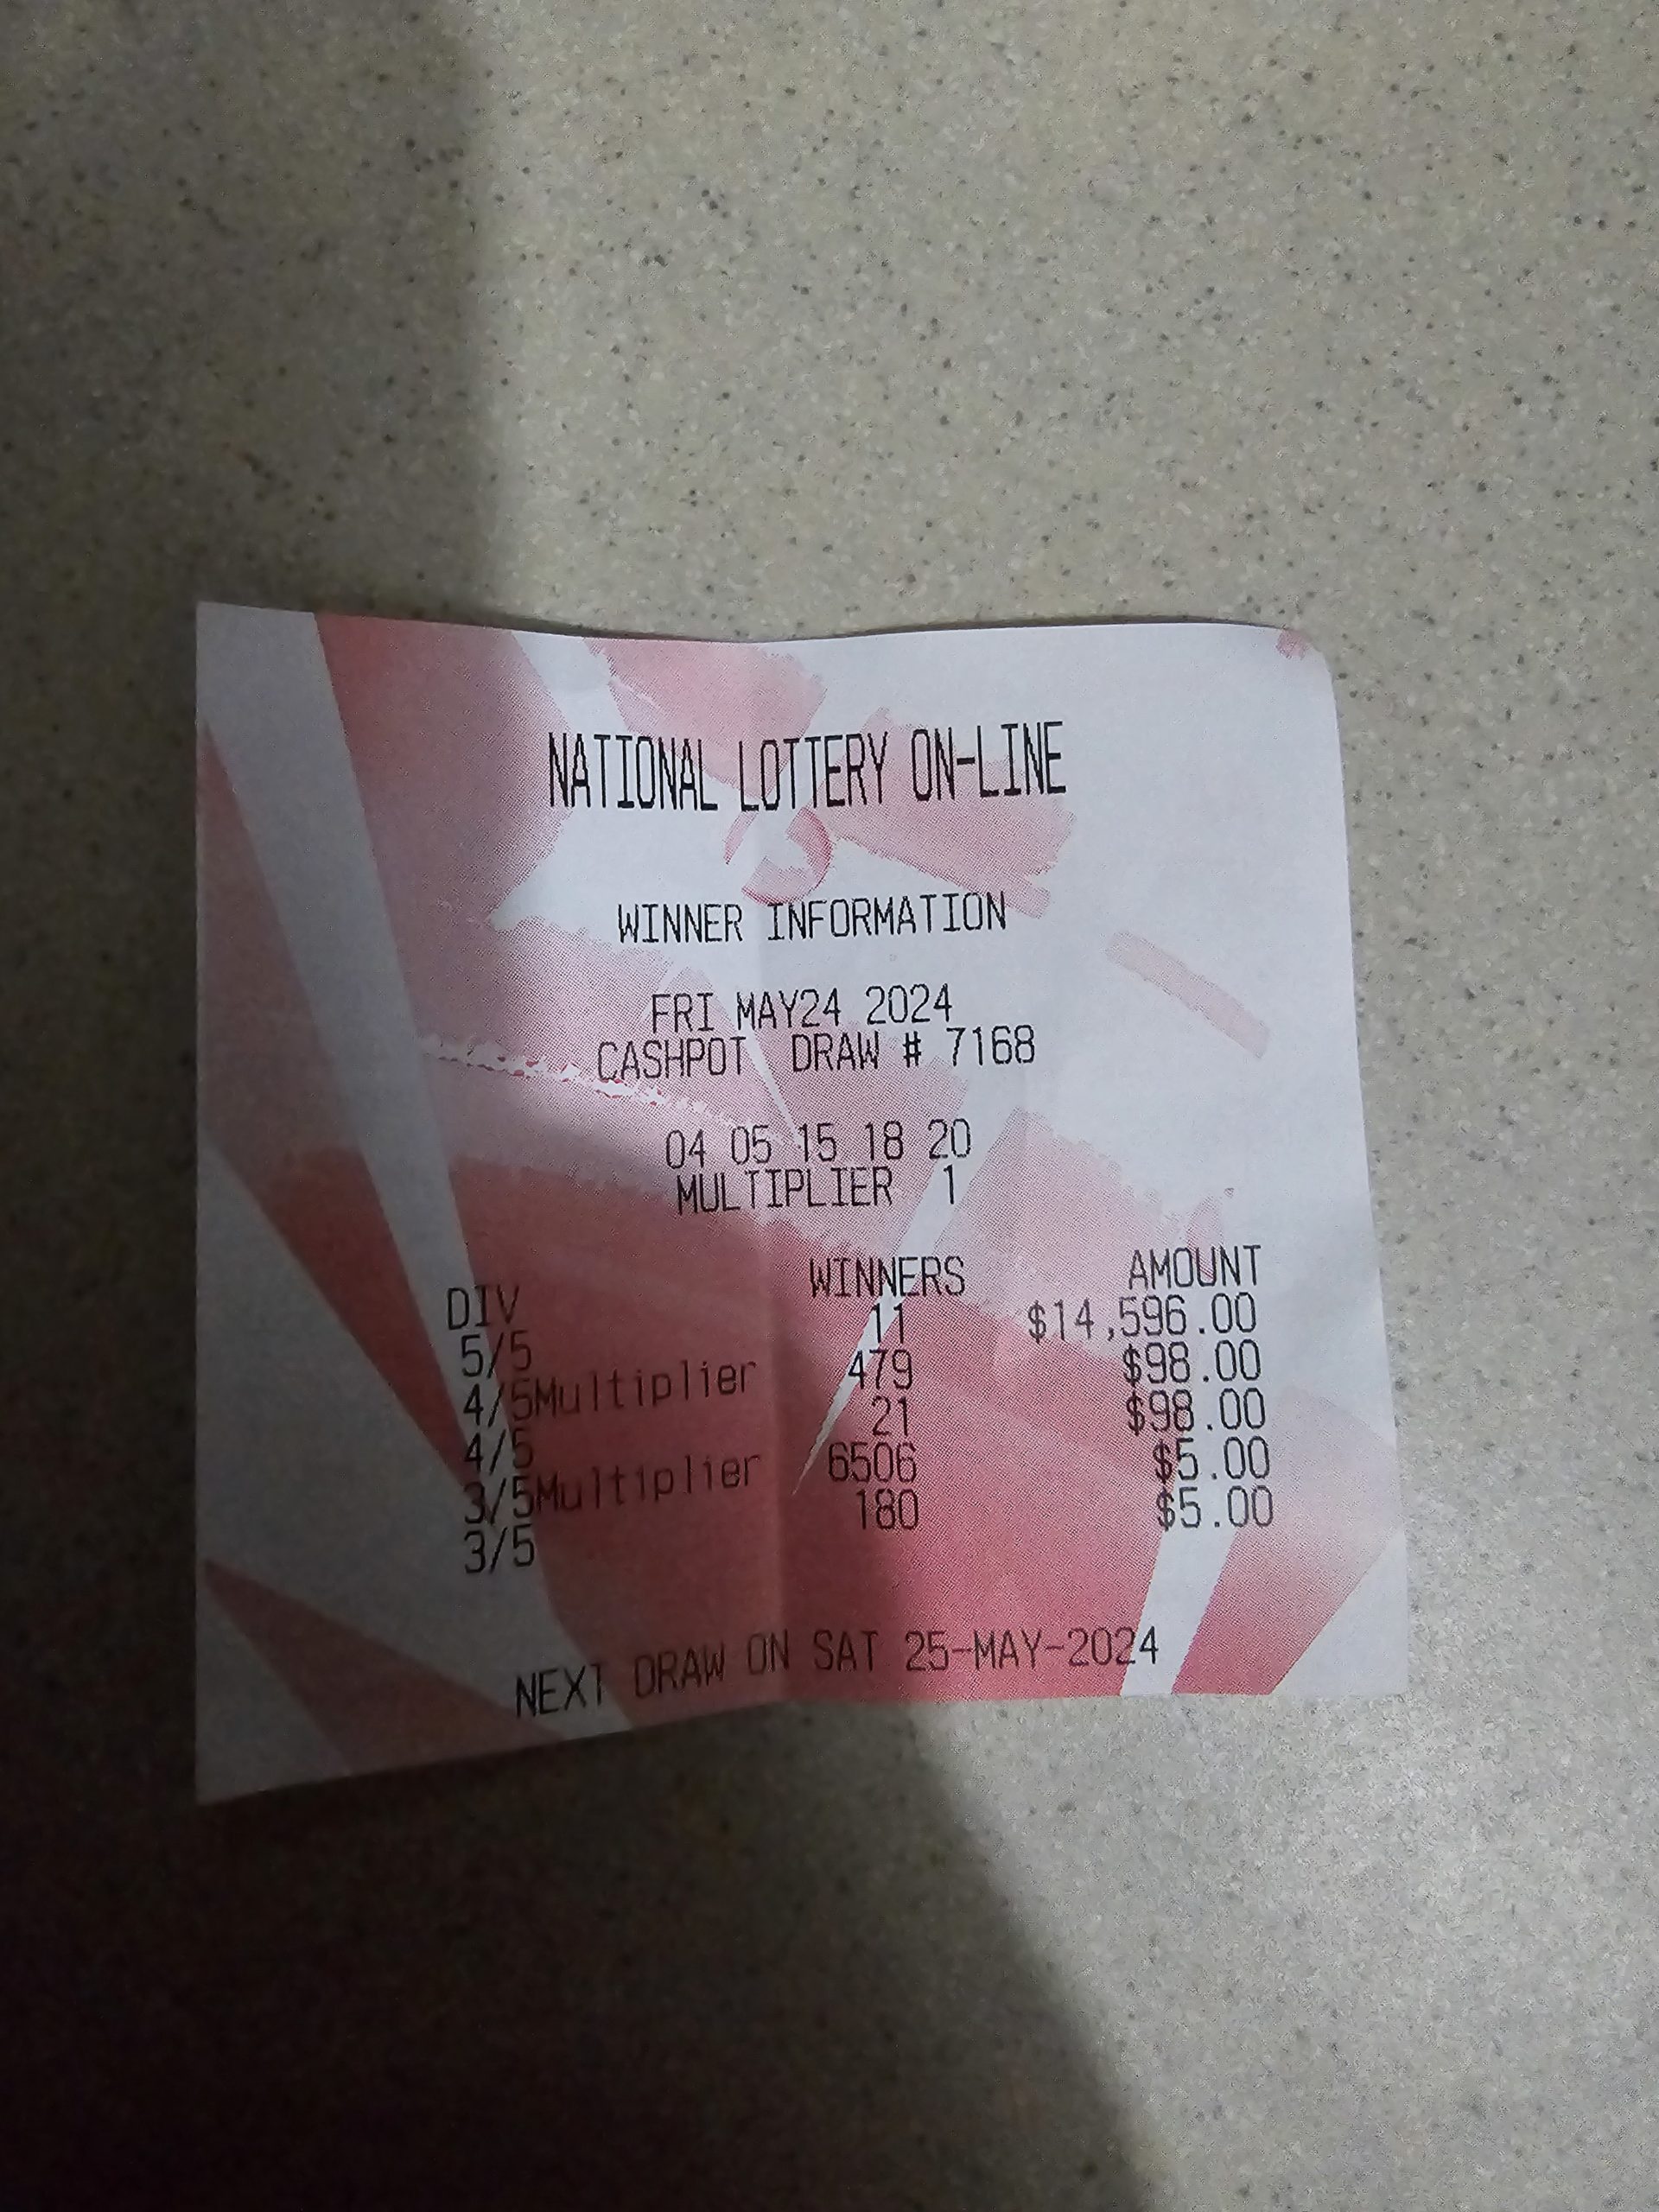 NATIONAL LOTTERY ON-LINE
WINNER INFORMATION
FRI MAY24 2024
CASHPOT DRAW # 7168
04 05 15 18 20
MULTIPLIER 1
DIV WINNERS AMOUNT
5/5 11 $14,596.00
4/5Multiplier 479 $98.00
4/5 21 $98.00
3/5Multiplier 6506 $5.00
3/5 180 $5.00
NEXT DRAW ON SAT 25-MAY-2024